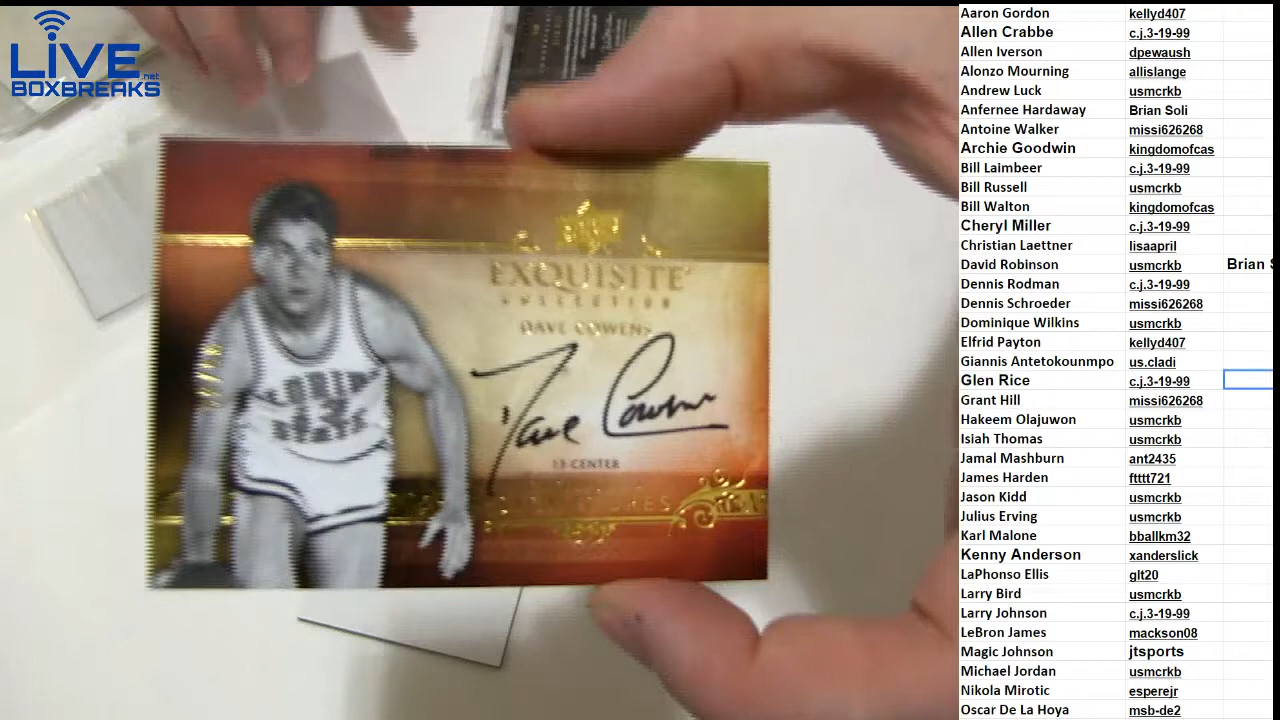 LIVE
.net
BOXBREAKS
EXQUISITE
COLLECTION
DAVE COWENS
Dave Cowens
13 CENTER
FLORIDA
STATE
Aaron Gordon kellyd407
Allen Crabbe c.j.3-19-99
Allen Iverson dpewaush
Alonzo Mourning allislange
Andrew Luck usmcrkb
Anfernee Hardaway Brian Soli
Antoine Walker missi626268
Archie Goodwin kingdomofcas
Bill Laimbeer c.j.3-19-99
Bill Russell usmcrkb
Bill Walton kingdomofcas
Cheryl Miller c.j.3-19-99
Christian Laettner lisaapril
David Robinson usmcrkb Brian S
Dennis Rodman c.j.3-19-99
Dennis Schroeder missi626268
Dominique Wilkins usmcrkb
Elfrid Payton kellyd407
Giannis Antetokounmpo us.cladi
Glen Rice c.j.3-19-99
Grant Hill missi626268
Hakeem Olajuwon usmcrkb
Isiah Thomas usmcrkb
Jamal Mashburn ant2435
James Harden ftttt721
Jason Kidd usmcrkb
Julius Erving usmcrkb
Karl Malone bballkm32
Kenny Anderson xanderslick
LaPhonso Ellis glt20
Larry Bird usmcrkb
Larry Johnson c.j.3-19-99
LeBron James mackson08
Magic Johnson jtsports
Michael Jordan usmcrkb
Nikola Mirotic esperejr
Oscar De La Hoya msb-de2